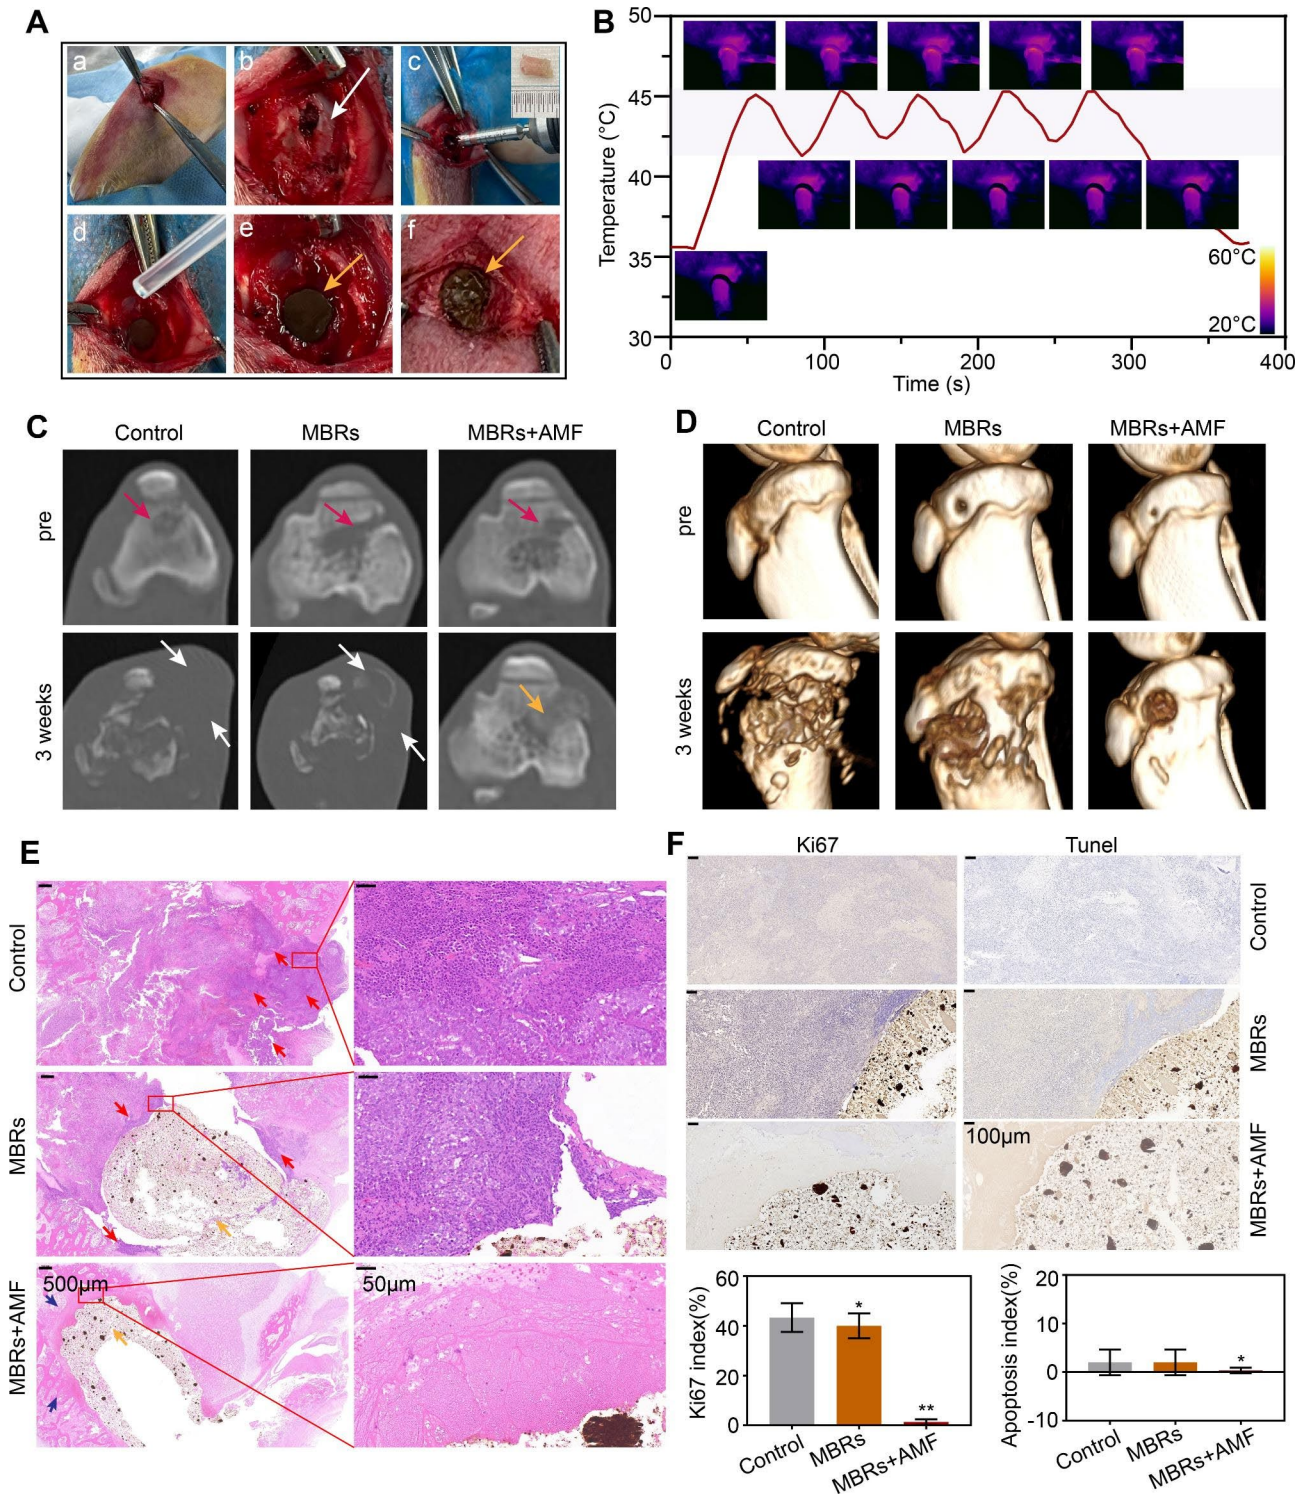 A
a
b
c
d
e
f
B
Temperature (°C)
50
45
40
35
30
0
100
200
300
400
Time (s)
60°C
20°C
C
Control
MBRs
MBRs+AMF
pre
3 weeks
D
Control
MBRs
MBRs+AMF
pre
3 weeks
E
Control
MBRs
MBRs+AMF
500μm
50μm
F
Ki67
Tunel
Control
MBRs
MBRs+AMF
100μm
Ki67 index(%)
60
40
20
0
*
**
Control
MBRs
MBRs+AMF
Apoptosis index(%)
20
10
0
-10
*
Control
MBRs
MBRs+AMF